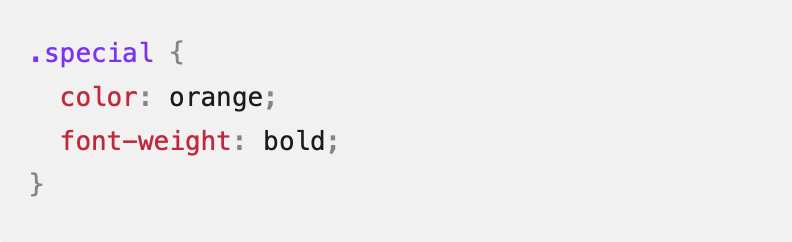 .special {
  color: orange;
  font-weight: bold;
}